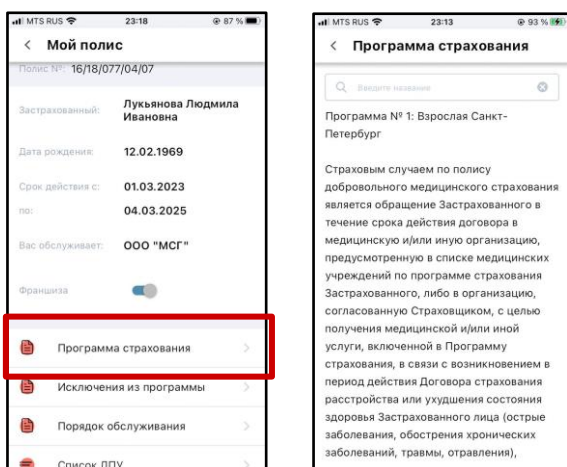 MTS RUS 23:18 87 %
Мой полис
Полис №: 16/18/077/04/07
Застрахованный: Лукьянова Людмила
Ивановна
Дата рождения: 12.02.1969
Срок действия с: 01.03.2023
по: 04.03.2025
Вас обслуживает: ООО "МСГ"
Франшиза
Программа страхования
Исключения из программы
Порядок обслуживания
Список ЛПУ
MTS RUS 23:13 93 %
Программа страхования
Введите название
Программа № 1: Взрослая Санкт-
Петербург
Страховым случаем по полису
добровольного медицинского страхования
является обращение Застрахованного в
течение срока действия договора в
медицинскую и/или иную организацию,
предусмотренную в списке медицинских
учреждений по программе страхования
Застрахованного, либо в организацию,
согласованную Страховщиком, с целью
получения медицинской и/или иной
услуги, включенной в Программу
страхования, в связи с возникновением в
период действия Договора страхования
расстройства или ухудшения состояния
здоровья Застрахованного лица (острые
заболевания, обострения хронических
заболеваний, травмы, отравления),